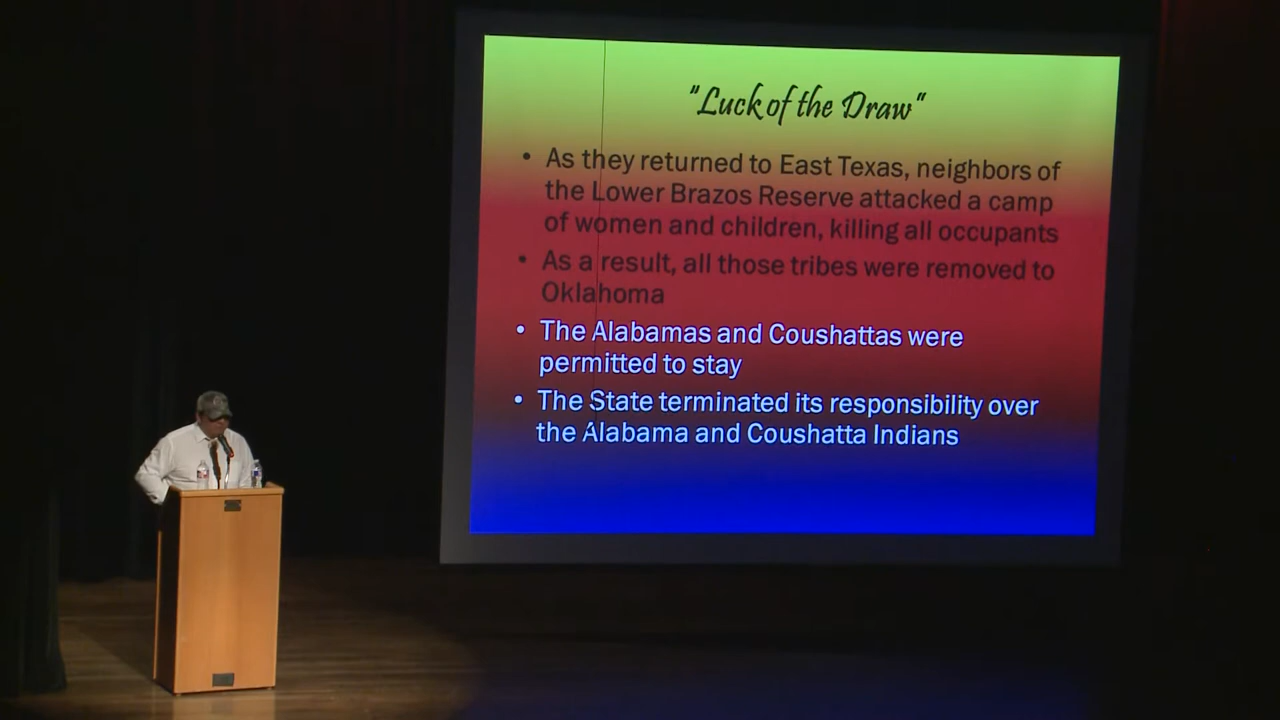 "Luck of the Draw"
• As they returned to East Texas, neighbors of
the Lower Brazos Reserve attacked a camp
of women and children, killing all occupants
• As a result, all those tribes were removed to
Oklahoma
• The Alabamas and Coushattas were
permitted to stay
• The State terminated its responsibility over
the Alabama and Coushatta Indians